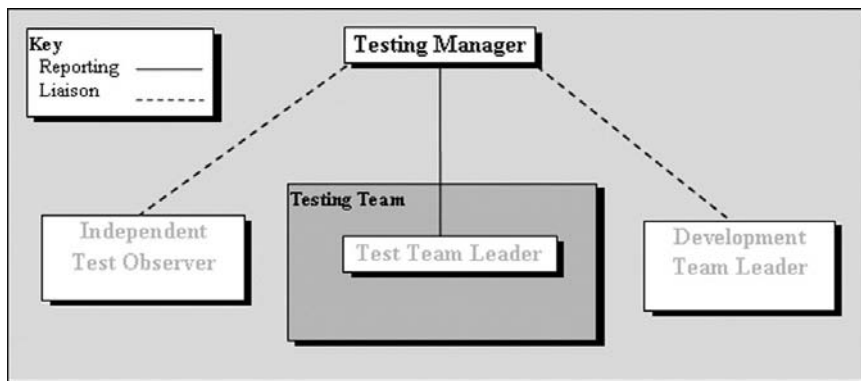 Key
Reporting
Liaison
Testing Manager
Testing Team
Test Team Leader
Independent
Test Observer
Development
Team Leader